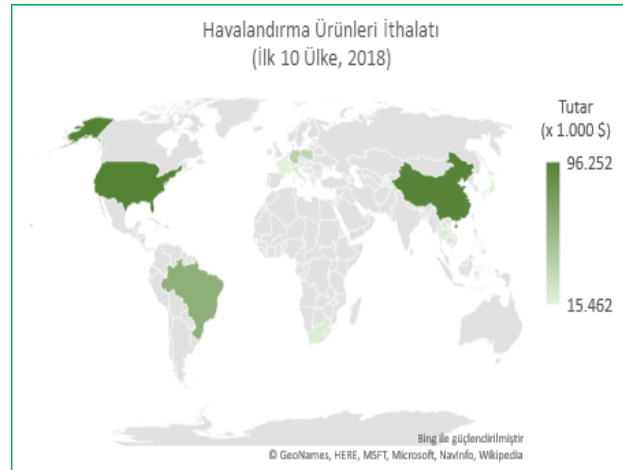 Havalandırma Ürünleri İthalatı
(İlk 10 Ülke, 2018)
Tutar
(x 1.000 $)
96.252
15.462
Bing ile güçlendirilmiştir
© GeoNames, HERE, MSFT, Microsoft, NavInfo, Wikipedia